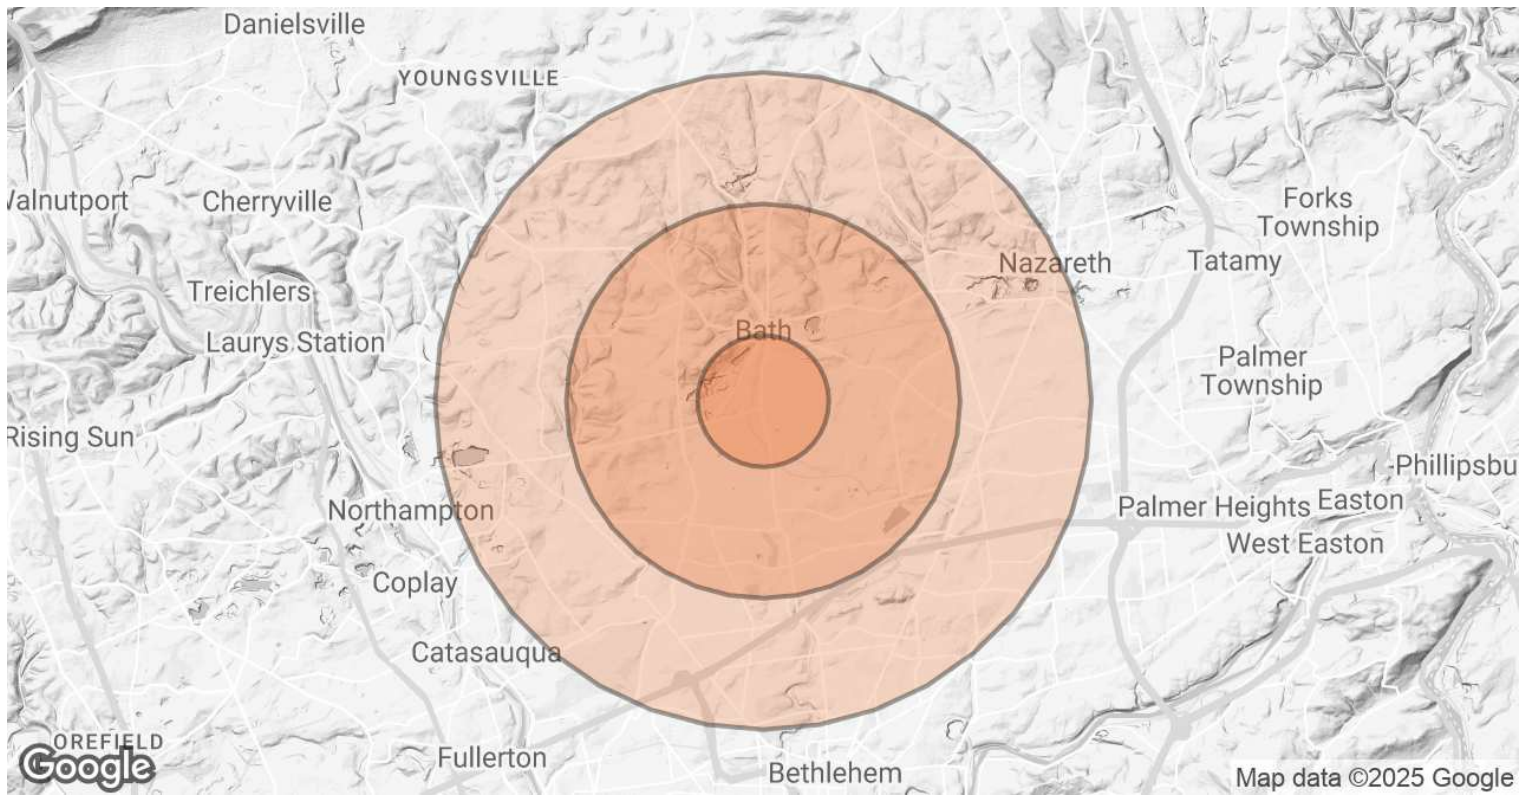 Danielsville
YOUNGSVILLE
Walnutport
Cherryville
Forks
Township
Nazareth
Tatamy
Treichlers
Bath
Laurys Station
Palmer
Township
Rising Sun
Phillipsbu
Northampton
Palmer Heights
Easton
West Easton
Coplay
Catasauqua
OREFIELD
Google
Fullerton
Bethlehem
Map data ©2025 Google